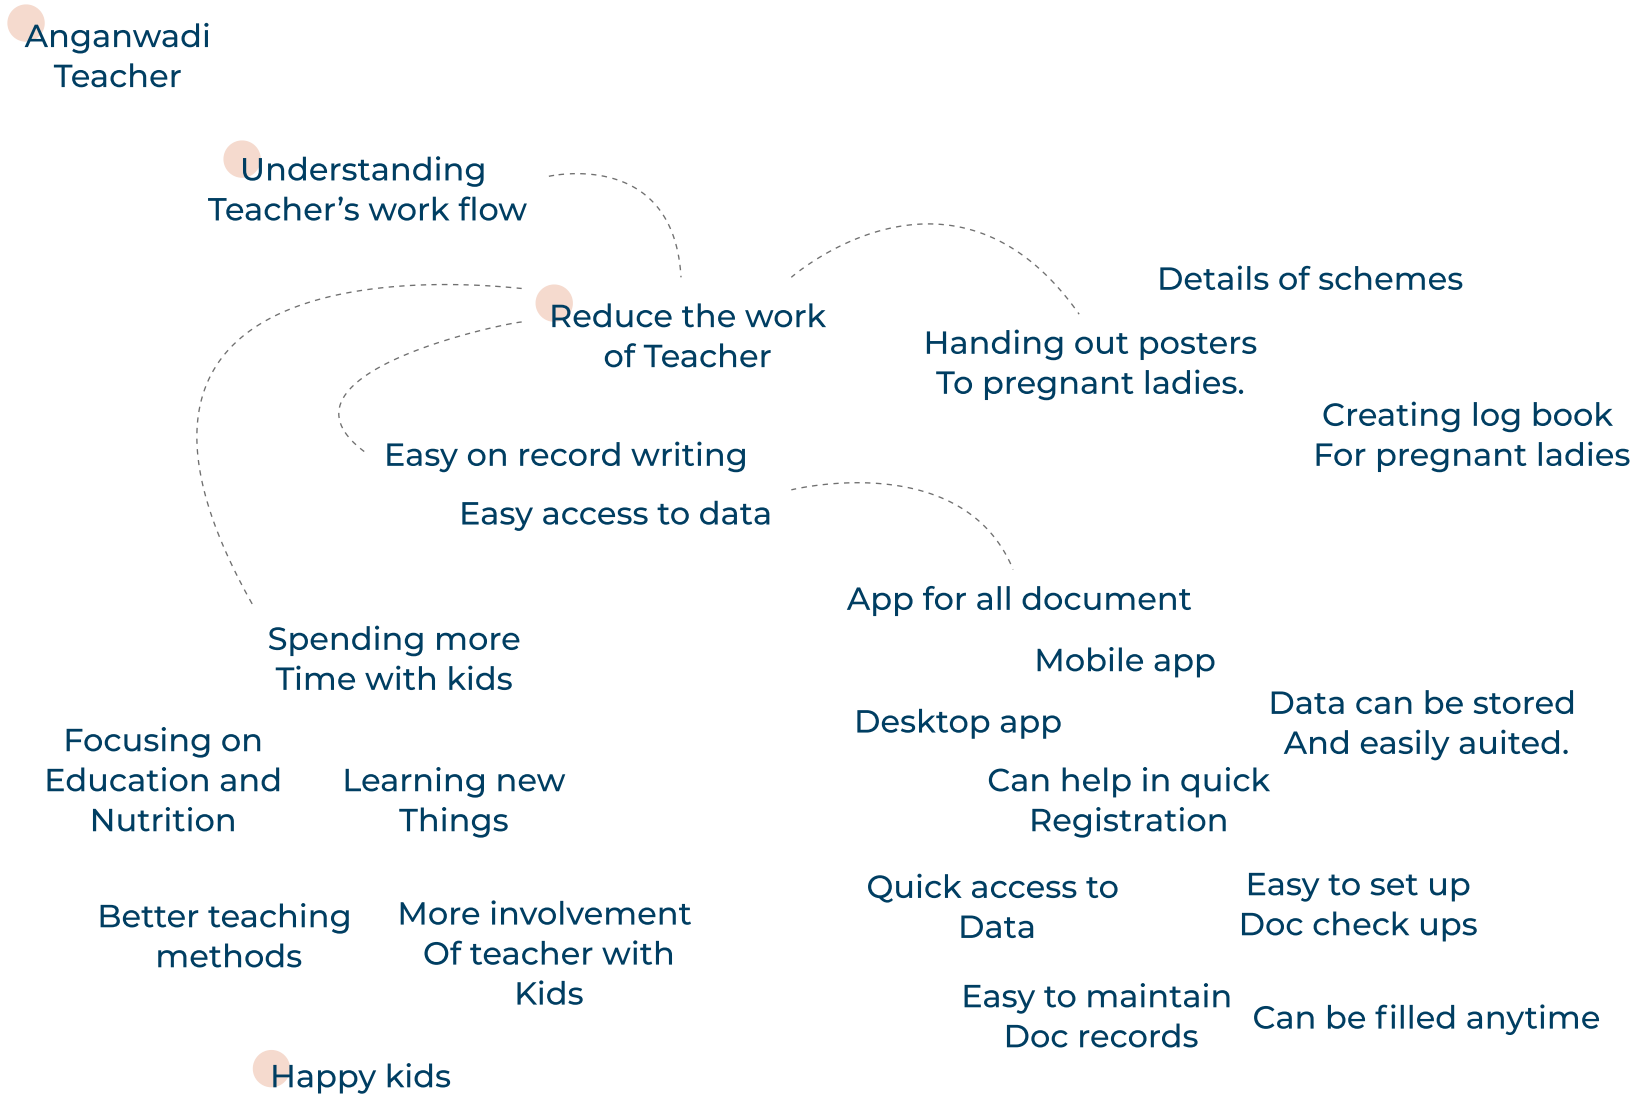 Anganwadi
Teacher
Understanding
Teacher’s work flow
Reduce the work
of Teacher
Details of schemes
Handing out posters
To pregnant ladies.
Creating log book
For pregnant ladies
Easy on record writing
Easy access to data
App for all document
Mobile app
Desktop app
Data can be stored
And easily auited.
Can help in quick
Registration
Quick access to
Data
Easy to set up
Doc check ups
Easy to maintain
Doc records
Can be filled anytime
Spending more
Time with kids
Focusing on
Education and
Nutrition
Learning new
Things
Better teaching
methods
More involvement
Of teacher with
Kids
Happy kids